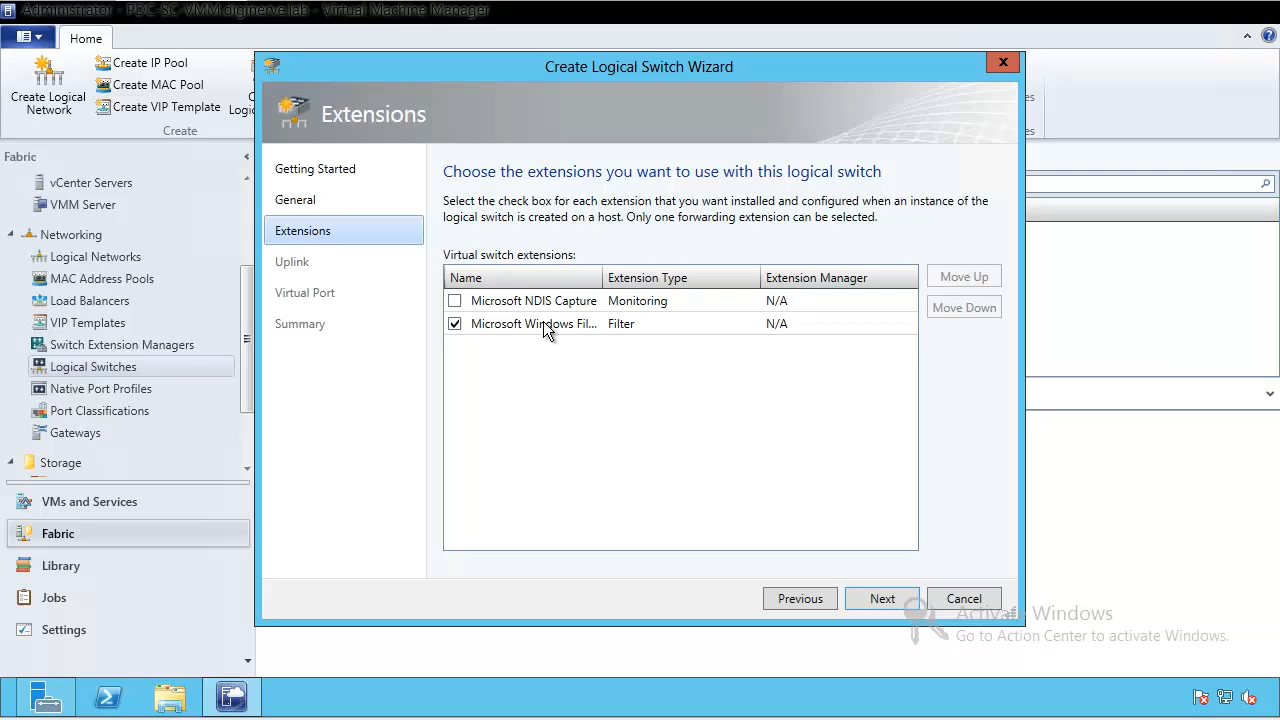 Administrator - PDC-SC-VMM.diginerve.lab - Virtual Machine Manager
Home
Create Logical Network
Create IP Pool
Create MAC Pool
Create VIP Template
Create
Fabric
vCenter Servers
VMM Server
Networking
Logical Networks
MAC Address Pools
Load Balancers
VIP Templates
Switch Extension Managers
Logical Switches
Native Port Profiles
Port Classifications
Gateways
Storage
VMs and Services
Fabric
Library
Jobs
Settings
Create Logical Switch Wizard
Extensions
Getting Started
General
Extensions
Uplink
Virtual Port
Summary
Choose the extensions you want to use with this logical switch
Select the check box for each extension that you want installed and configured when an instance of the
logical switch is created on a host. Only one forwarding extension can be selected.
Virtual switch extensions:
Name Extension Type Extension Manager
Microsoft NDIS Capture Monitoring N/A
Microsoft Windows Fil... Filter N/A
Move Up
Move Down
Previous Next Cancel
Activate Windows
Go to Action Center to activate Windows.